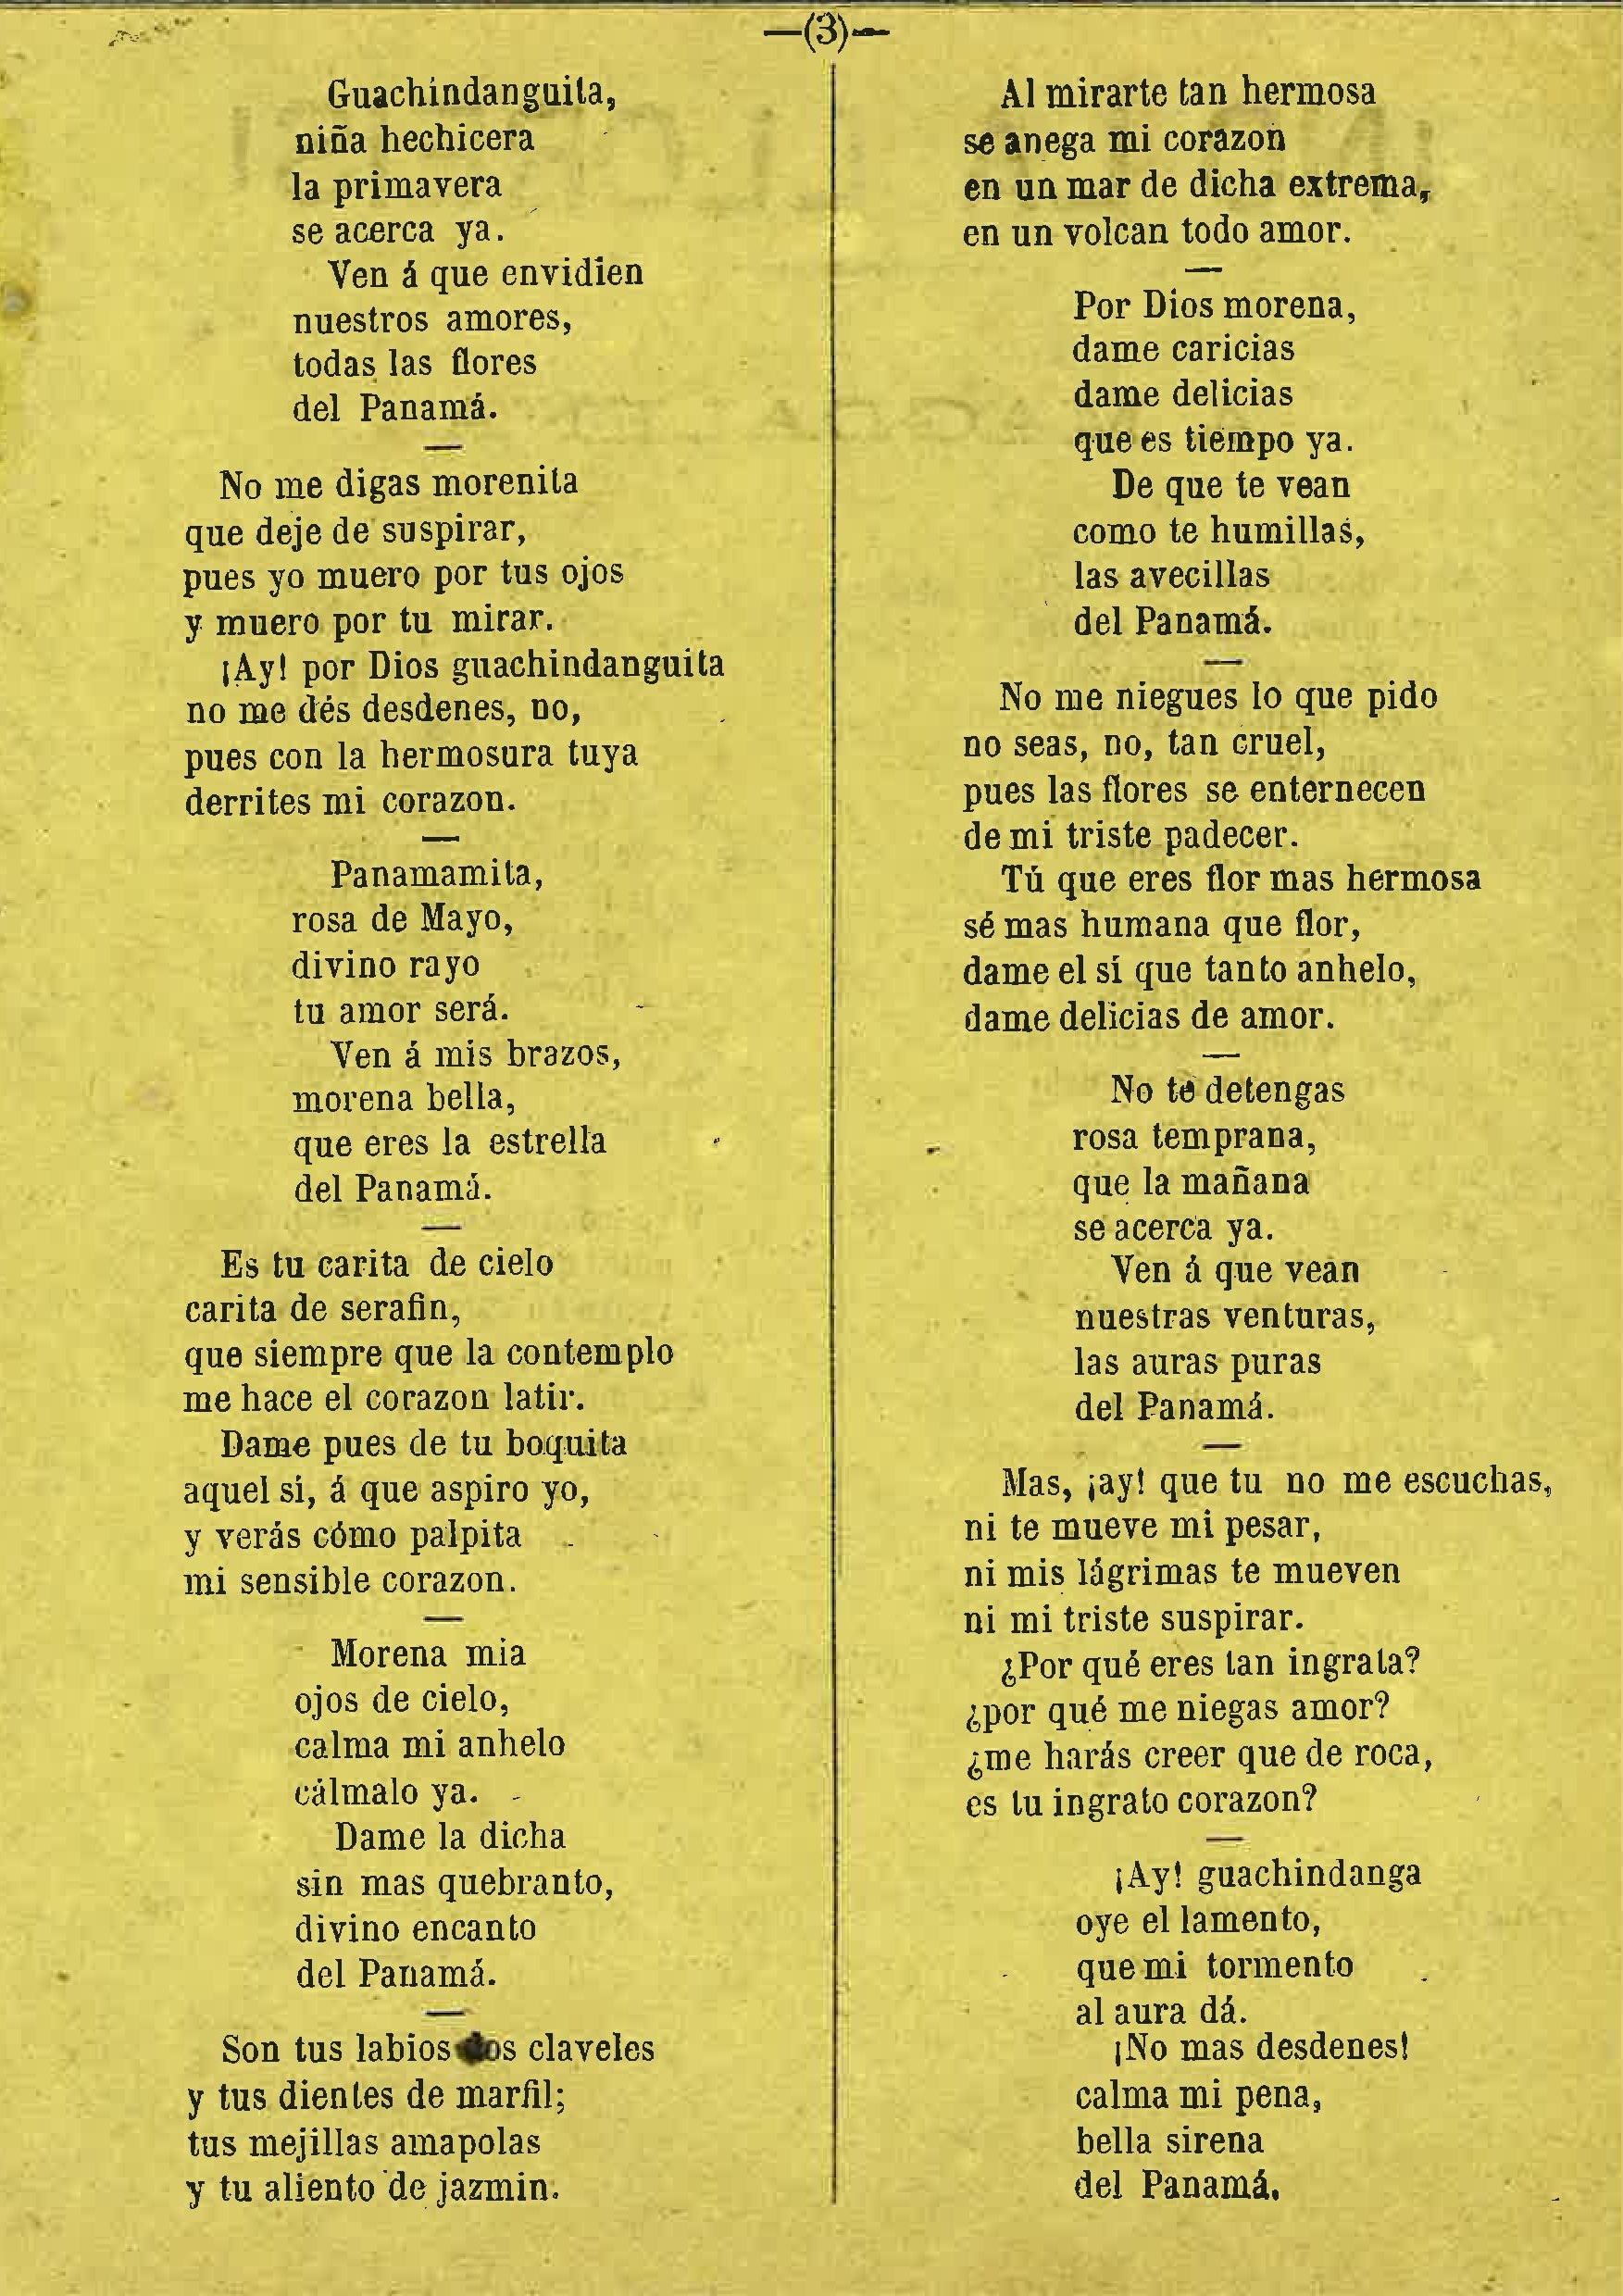 —(3)—
Guachindanguita,
niña hechicera
la primavera
se acerca ya.
Ven á que envidien
nuestros amores,
todas las flores
del Panamá.
No me digas morenita
que deje de suspirar,
pues yo muero por tus ojos
y muero por tu mirar.
¡Ay! por Dios guachindanguita
no me dés desdenes, no,
pues con la hermosura tuya
derrites mi corazon.
Panamamita,
rosa de Mayo,
divino rayo
tu amor será.
Ven á mis brazos,
morena bella,
que eres la estrella
del Panamá.
Es tu carita de cielo
carita de serafin,
que siempre que la contemplo
me hace el corazon latir.
Dame pues de tu boquita
aquel sí, á que aspiro yo,
y verás cómo palpita
mi sensible corazon.
Morena mia
ojos de cielo,
calma mi anhelo
cálmalo ya.
Dame la dicha
sin mas quebranto,
divino encanto
del Panamá.
Son tus labios dos claveles
y tus dientes de marfil;
tus mejillas amapolas
y tu aliento de jazmin.
Al mirarte tan hermosa
se anega mi corazon
en un mar de dicha extrema,
en un volcan todo amor.
Por Dios morena,
dame caricias
dame delicias
que es tiempo ya.
De que te vean
como te humillas,
las avecillas
del Panamá.
No me niegues lo que pido
no seas, no, tan cruel,
pues las flores se enternecen
de mi triste padecer.
Tú que eres flor mas hermosa
sé mas humana que flor,
dame el sí que tanto anhelo,
dame delicias de amor.
No te detengas
rosa temprana,
que la mañana
se acerca ya.
Ven á que vean
nuestras venturas,
las auras puras
del Panamá.
Mas, ¡ay! que tu no me escuchas,
ni te mueve mi pesar,
ni mis lágrimas te mueven
ni mi triste suspirar.
¿Por qué eres tan ingrata?
¿por qué me niegas amor?
¿me harás creer que de roca,
es tu ingrato corazon?
¡Ay! guachindanga
oye el lamento,
que mi tormento
al aura dá.
¡No mas desdenes!
calma mi pena,
bella sirena
del Panamá.